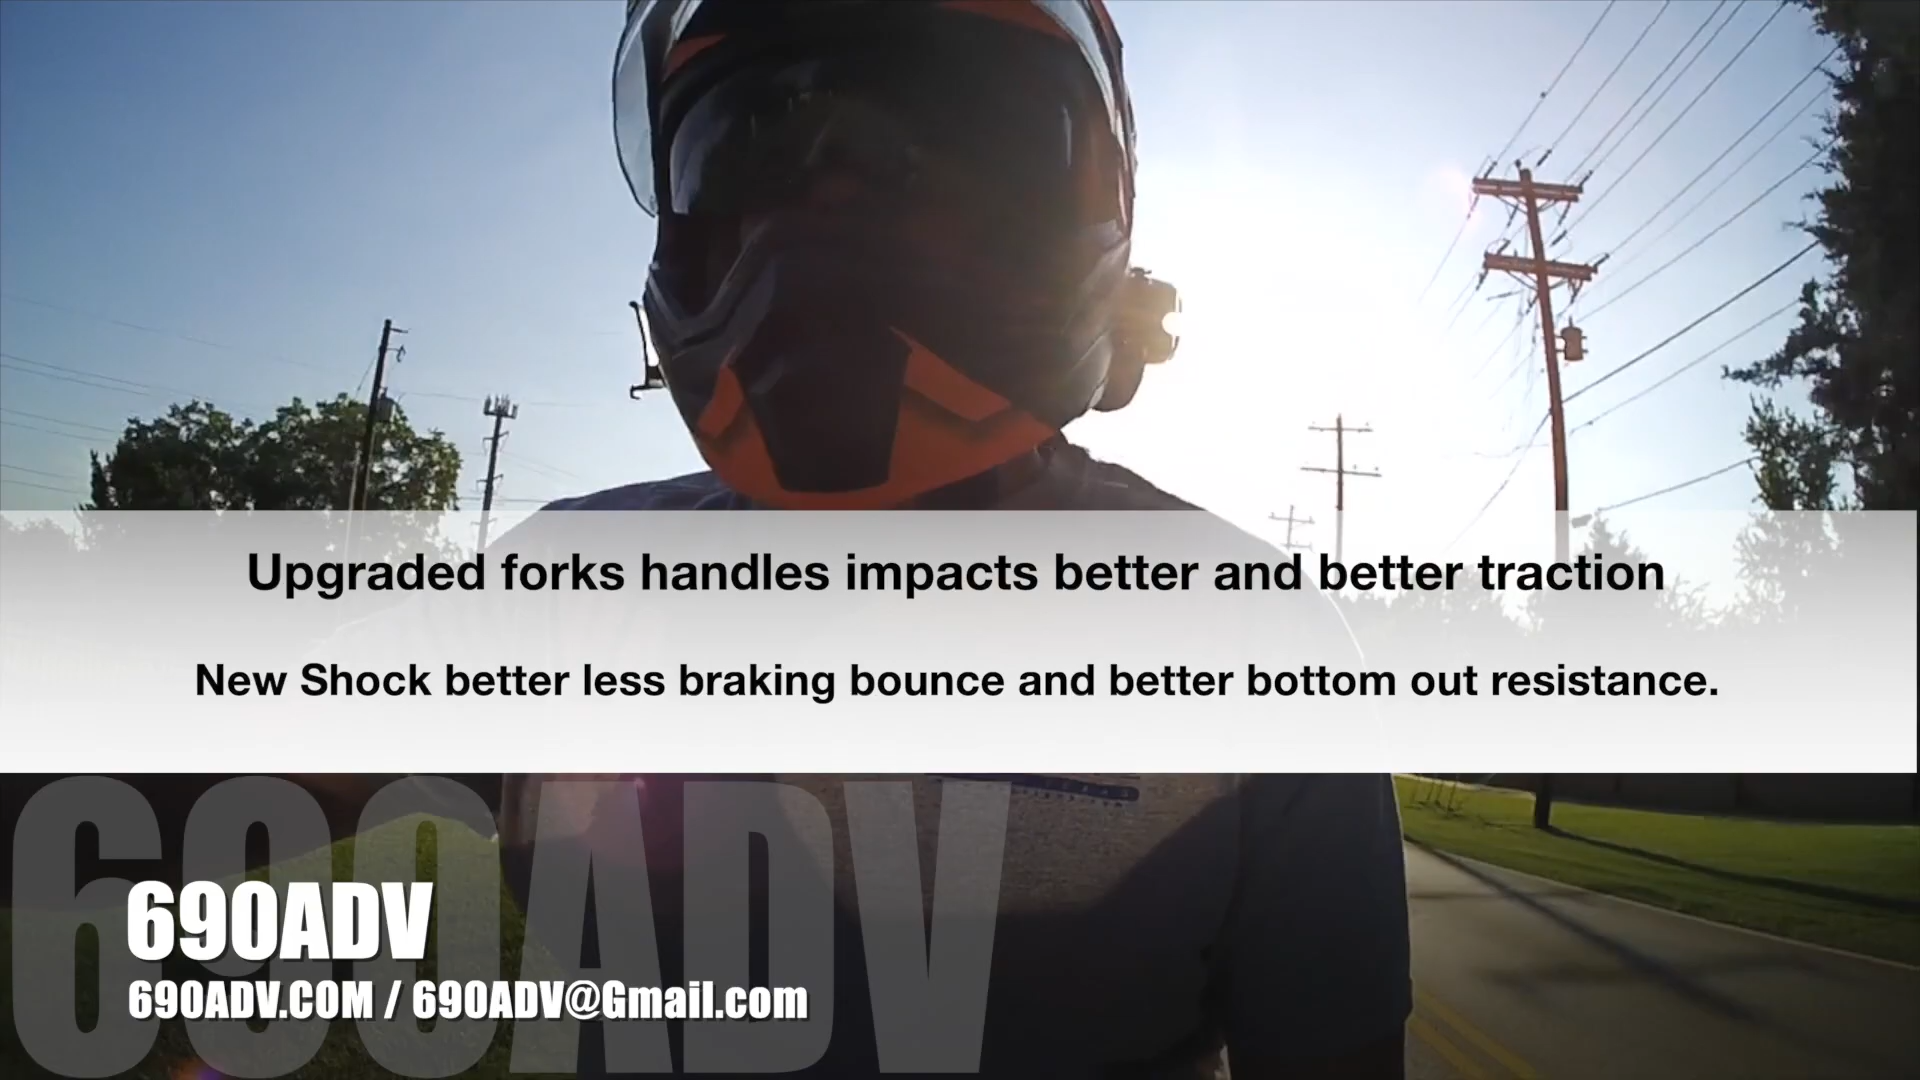 Upgraded forks handles impacts better and better traction
New Shock better less braking bounce and better bottom out resistance.
690ADV
690ADV
690ADV.COM / 690ADV@Gmail.com